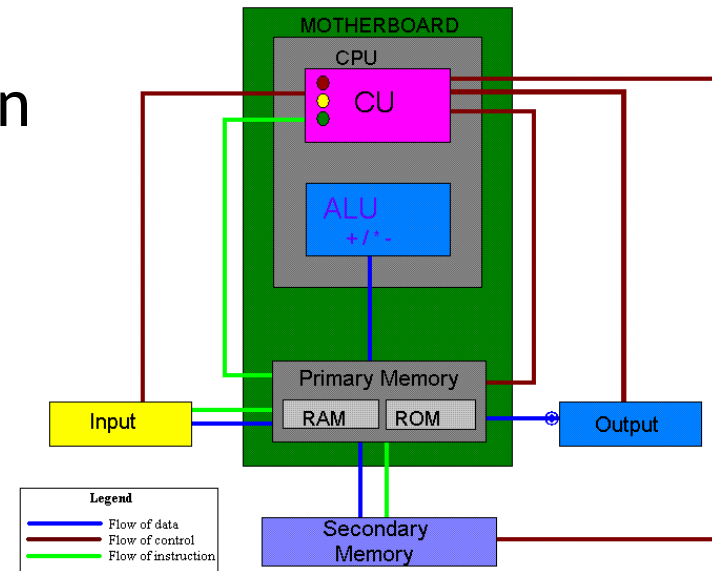 n
MOTHERBOARD
CPU
CU
ALU
+ / * -
Primary Memory
RAM
ROM
Input
Output
Secondary
Memory
Legend
Flow of data
Flow of control
Flow of instruction